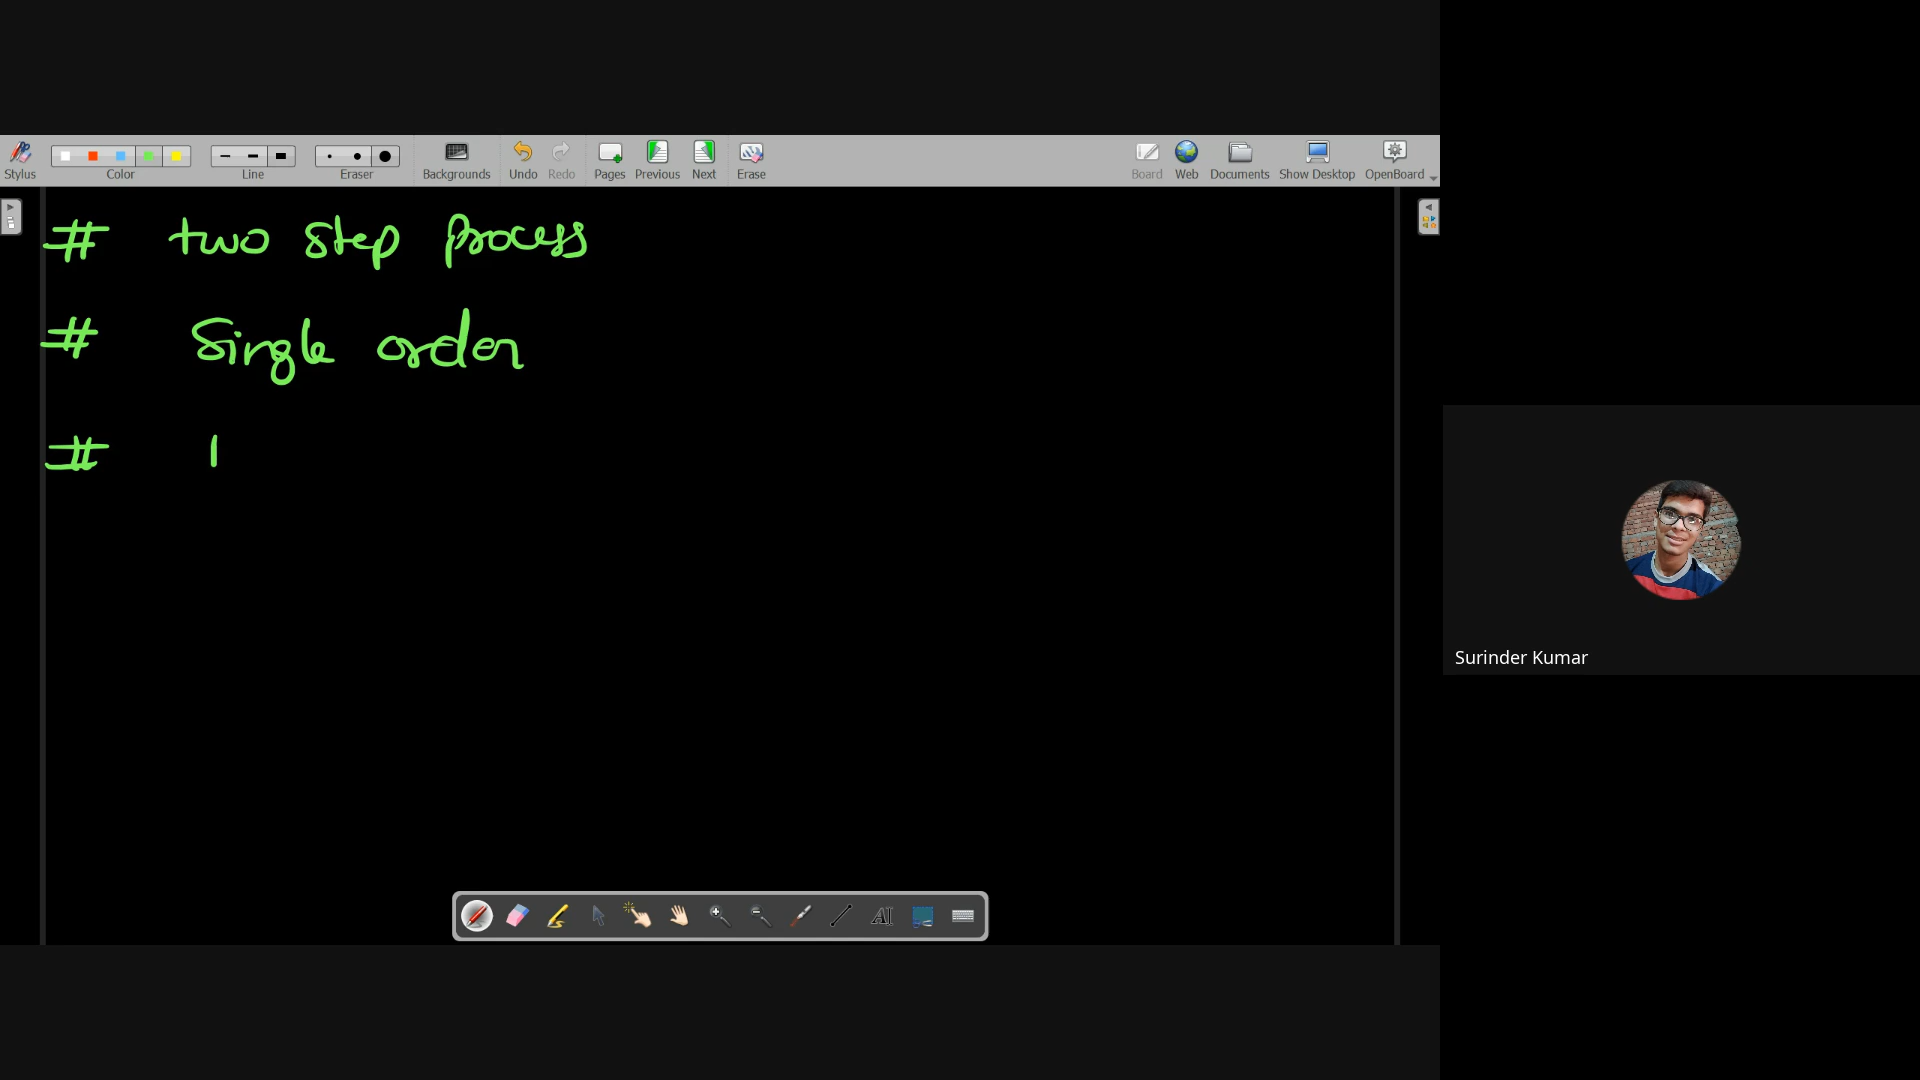 Stylus Color Line Eraser Backgrounds Undo Redo Pages Previous Next Erase Board Web Documents Show Desktop OpenBoard
# two step process
# Single order
# I
Surinder Kumar